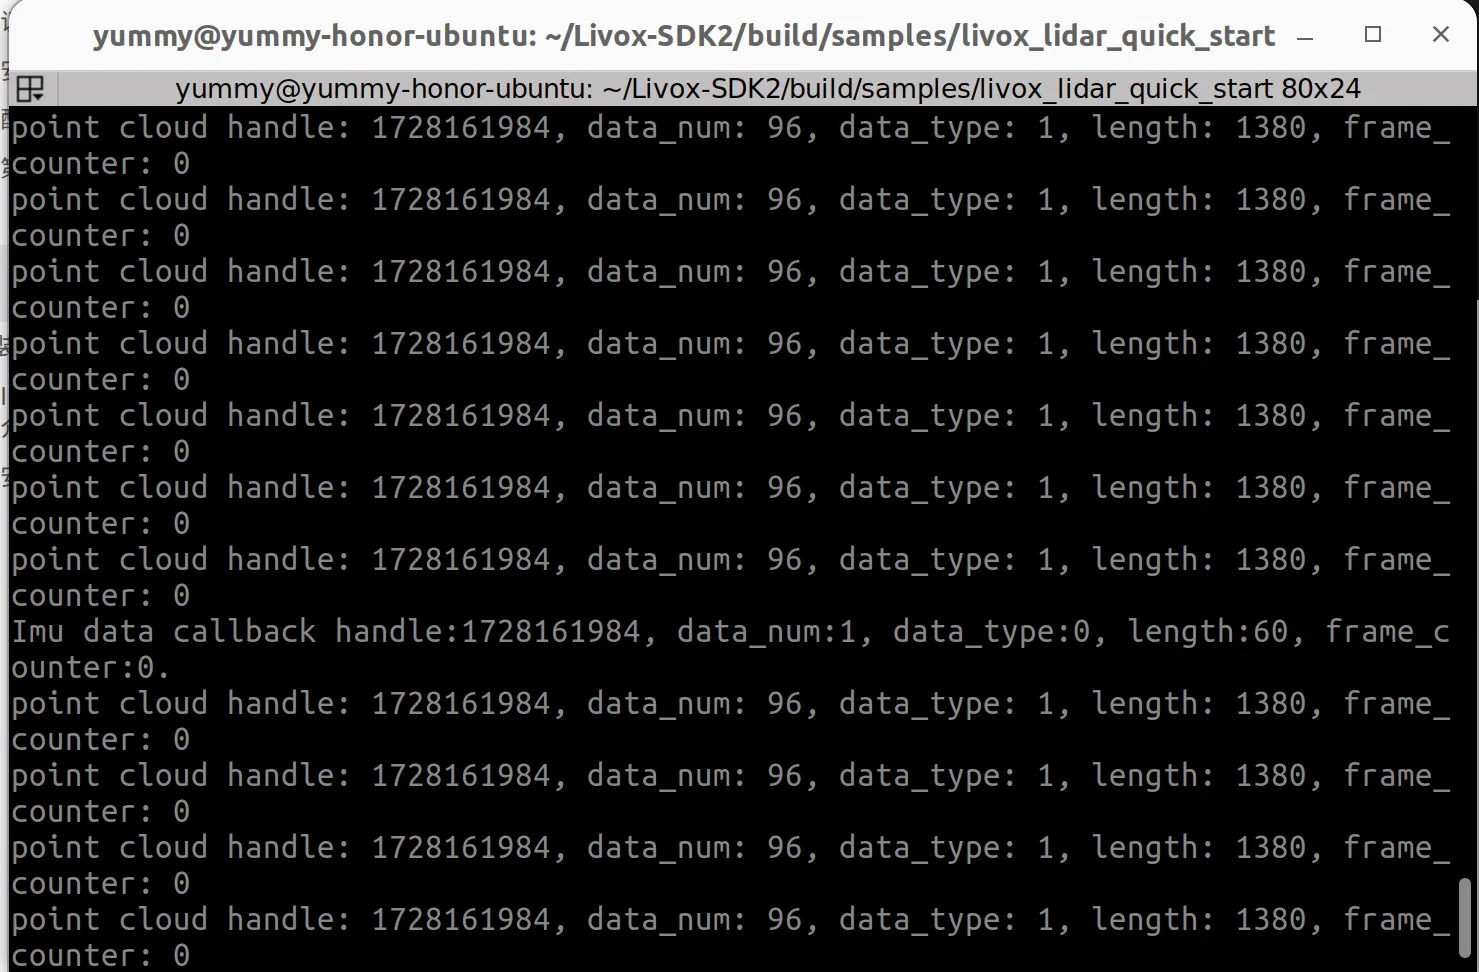 yummy@yummy-honor-ubuntu: ~/Livox-SDK2/build/samples/livox_lidar_quick_start
yummy@yummy-honor-ubuntu: ~/Livox-SDK2/build/samples/livox_lidar_quick_start 80x24
point cloud handle: 1728161984, data_num: 96, data_type: 1, length: 1380, frame_
counter: 0
point cloud handle: 1728161984, data_num: 96, data_type: 1, length: 1380, frame_
counter: 0
point cloud handle: 1728161984, data_num: 96, data_type: 1, length: 1380, frame_
counter: 0
point cloud handle: 1728161984, data_num: 96, data_type: 1, length: 1380, frame_
counter: 0
point cloud handle: 1728161984, data_num: 96, data_type: 1, length: 1380, frame_
counter: 0
point cloud handle: 1728161984, data_num: 96, data_type: 1, length: 1380, frame_
counter: 0
point cloud handle: 1728161984, data_num: 96, data_type: 1, length: 1380, frame_
counter: 0
Imu data callback handle:1728161984, data_num:1, data_type:0, length:60, frame_c
ounter:0.
point cloud handle: 1728161984, data_num: 96, data_type: 1, length: 1380, frame_
counter: 0
point cloud handle: 1728161984, data_num: 96, data_type: 1, length: 1380, frame_
counter: 0
point cloud handle: 1728161984, data_num: 96, data_type: 1, length: 1380, frame_
counter: 0
point cloud handle: 1728161984, data_num: 96, data_type: 1, length: 1380, frame_
counter: 0